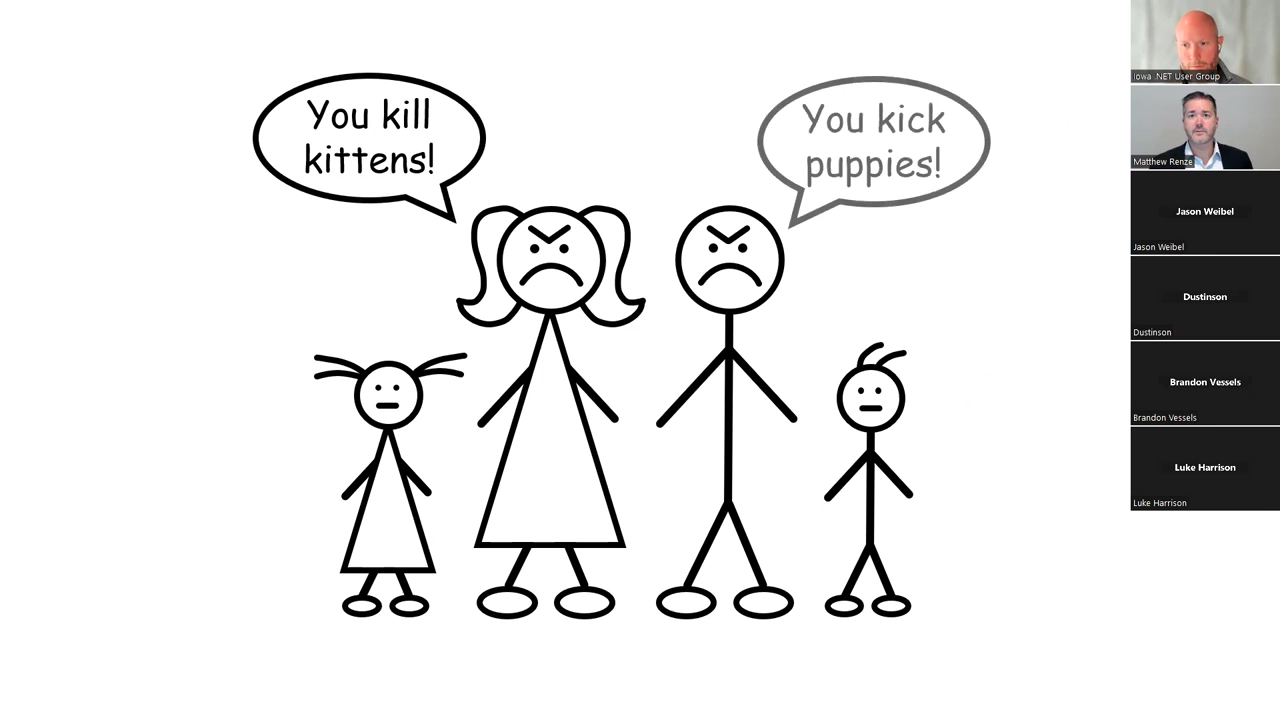 You kill
kittens!
You kick
puppies!
Iowa .NET User Group
Matthew Renze
Jason Weibel
Jason Weibel
Dustinson
Dustinson
Brandon Vessels
Brandon Vessels
Luke Harrison
Luke Harrison